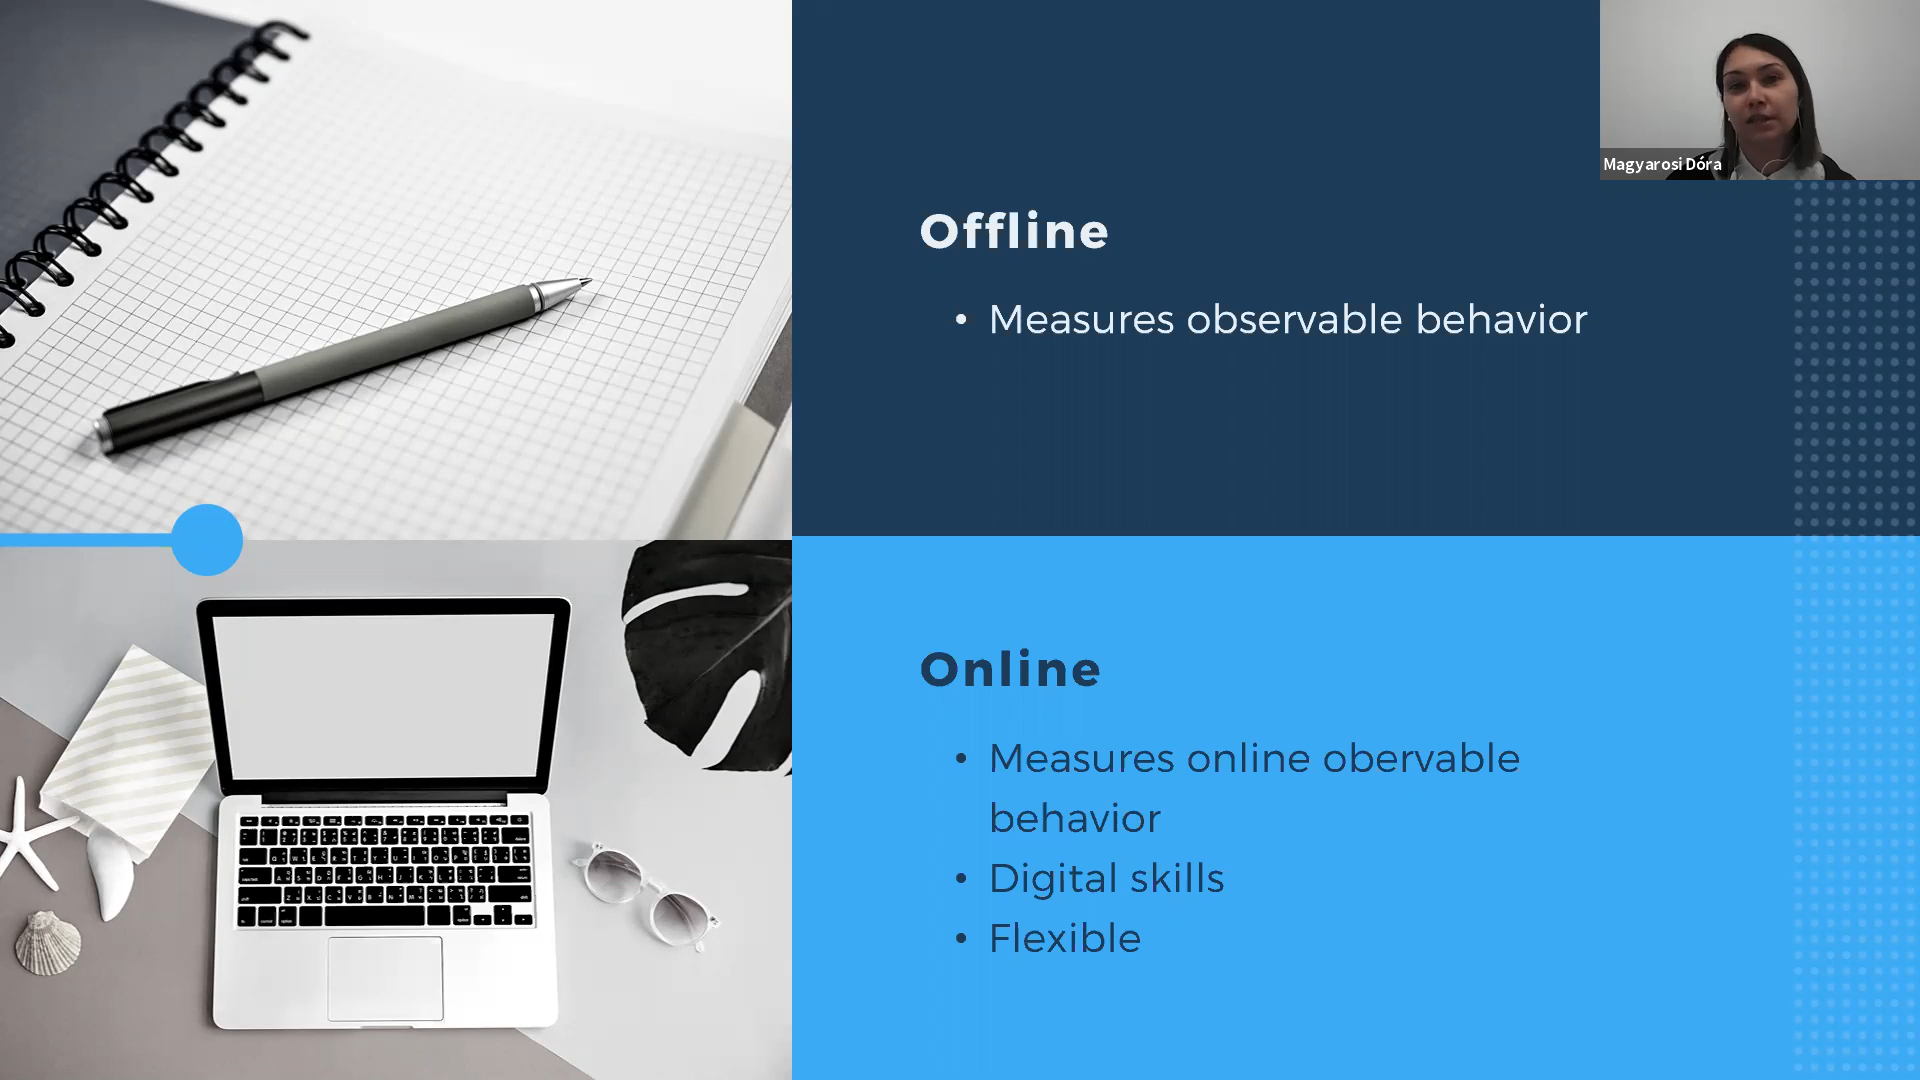 Magyarosi Dóra
Offline
• Measures observable behavior
Online
• Measures online obervable
behavior
• Digital skills
• Flexible